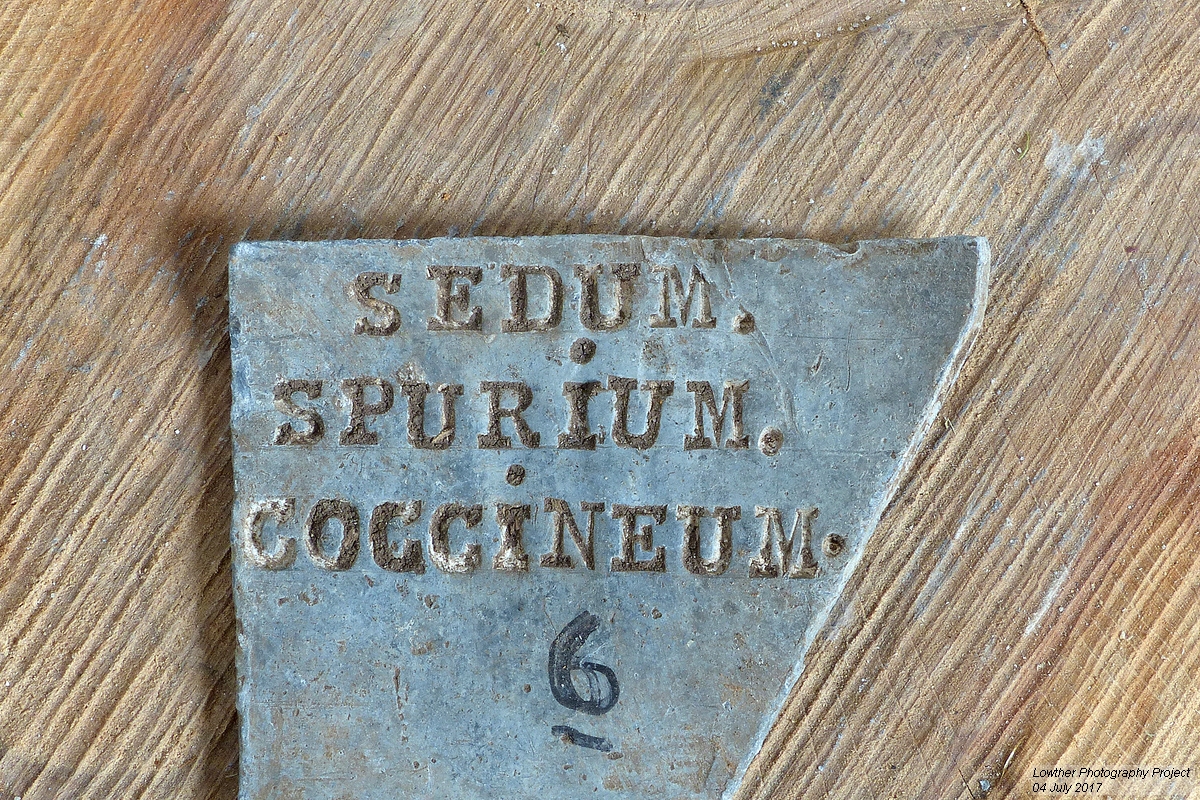 SEDUM.
SPURIUM.
COCCINEUM.
6
Lowther Photography Project
04 July 2017